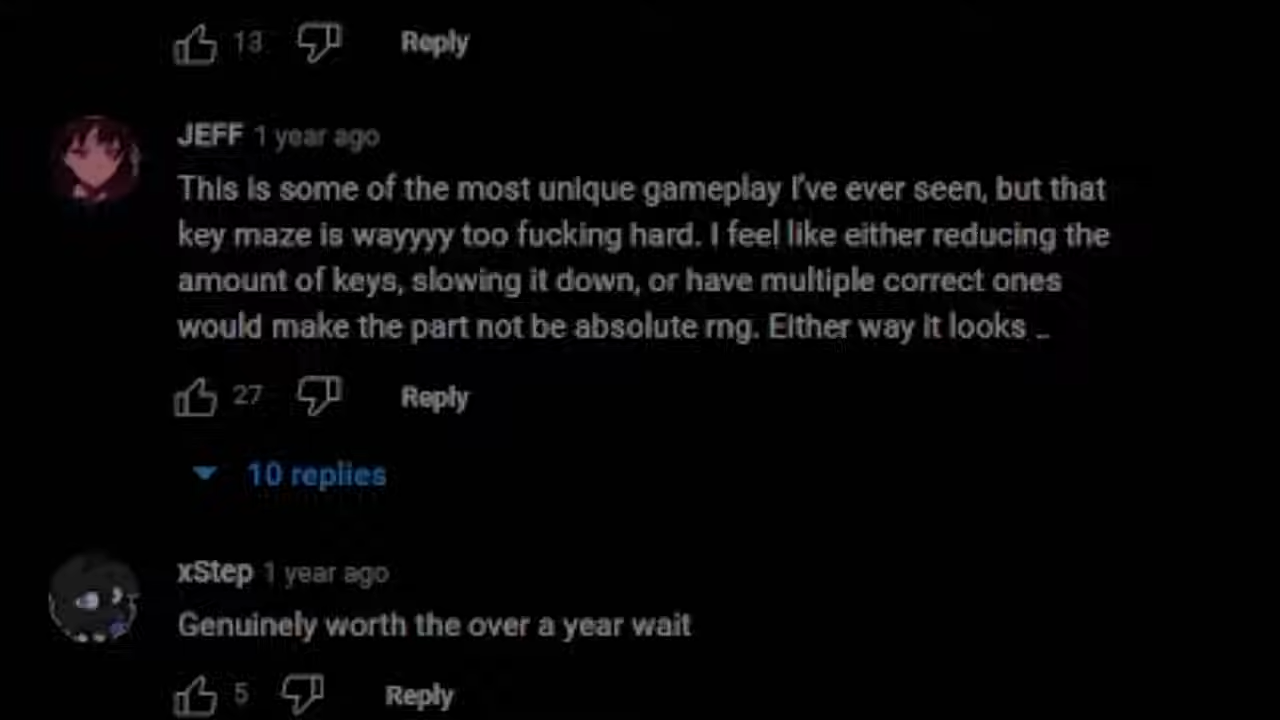 13 Reply
JEFF 1 year ago
This is some of the most unique gameplay I've ever seen, but that
key maze is wayyyy too fucking hard. I feel like either reducing the
amount of keys, slowing it down, or have multiple correct ones
would make the part not be absolute rng. Either way it looks ...
27 Reply
10 replies
xStep 1 year ago
Genuinely worth the over a year wait
5 Reply